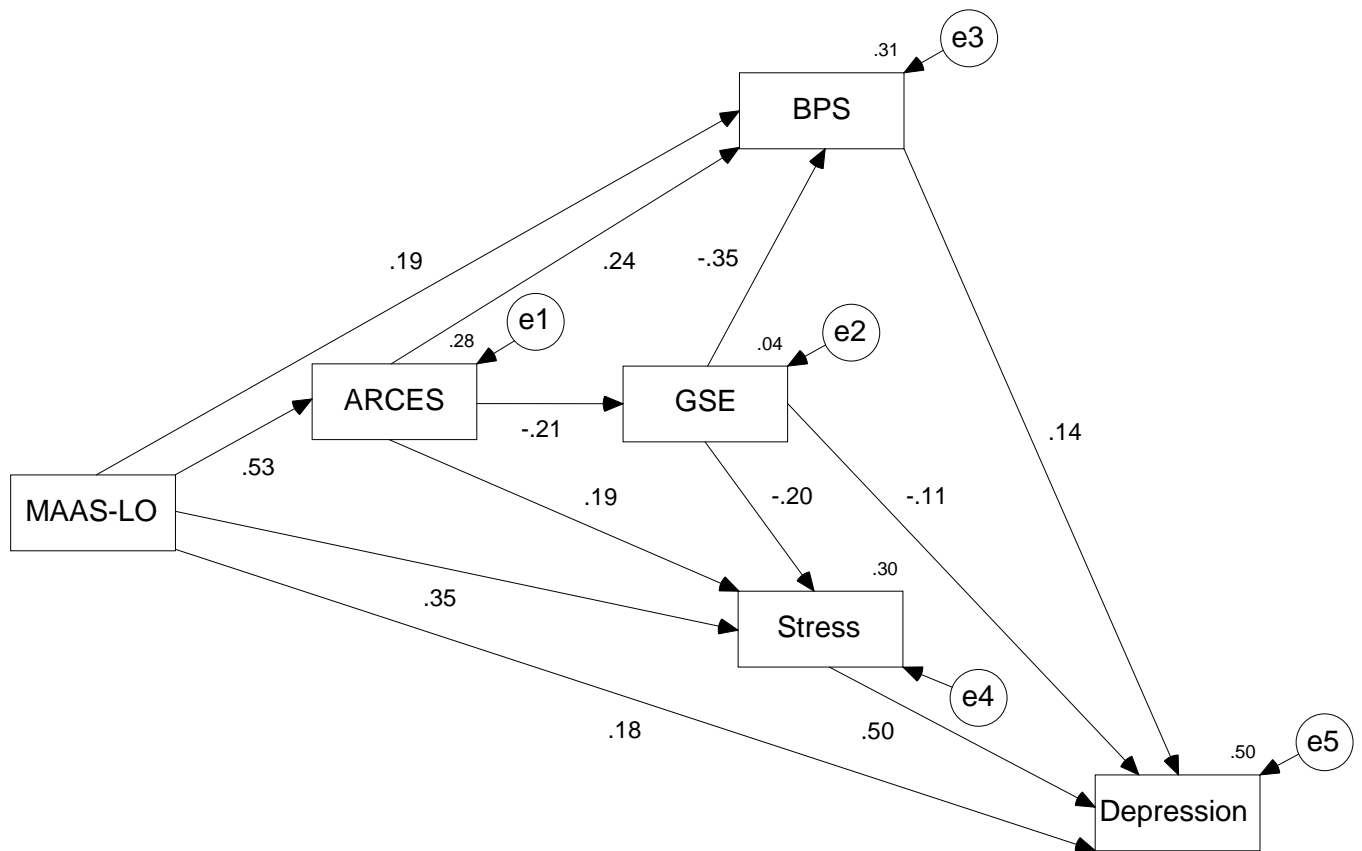 e3
.31
BPS
.19
.24
-.35
e1
e2
.28
.04
ARCES
GSE
-.21
.14
.53
.19
-.20
-.11
MAAS-LO
.30
.35
Stress
e4
.18
.50
.50
e5
Depression